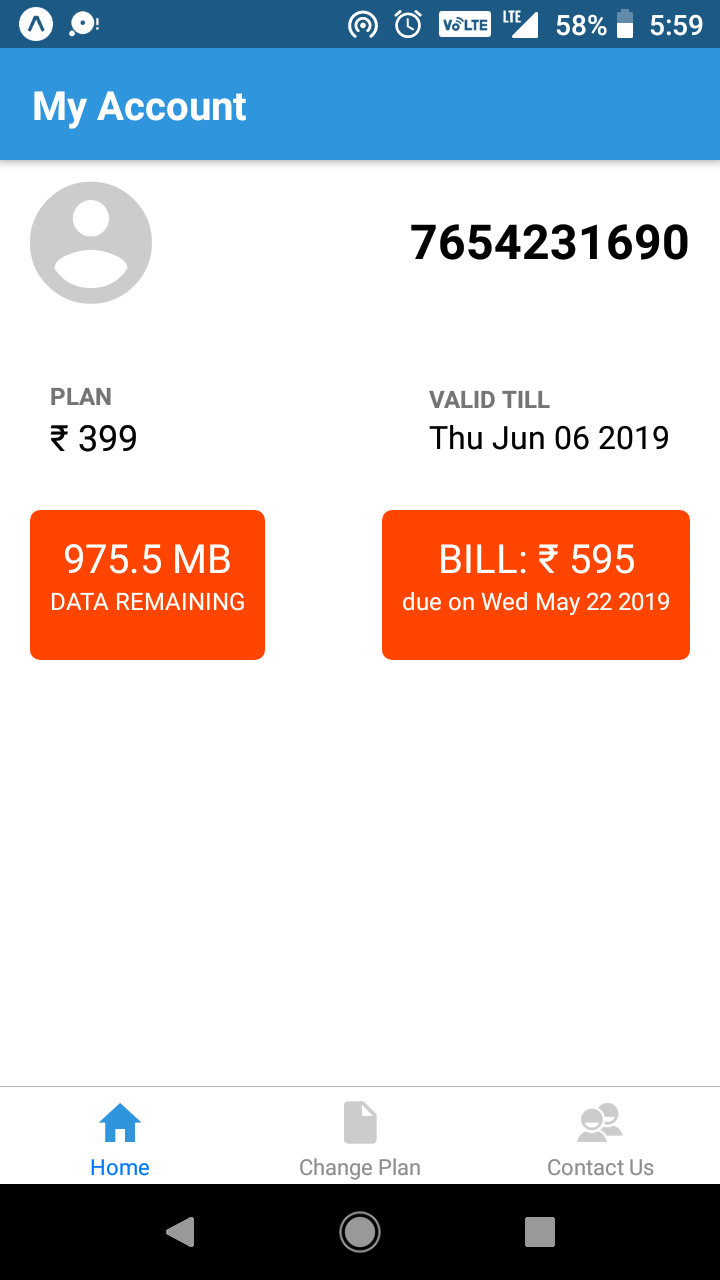 VoLTE LTE 58% 5:59
My Account
7654231690
PLAN
₹ 399
VALID TILL
Thu Jun 06 2019
975.5 MB
DATA REMAINING
BILL: ₹ 595
due on Wed May 22 2019
Home
Change Plan
Contact Us